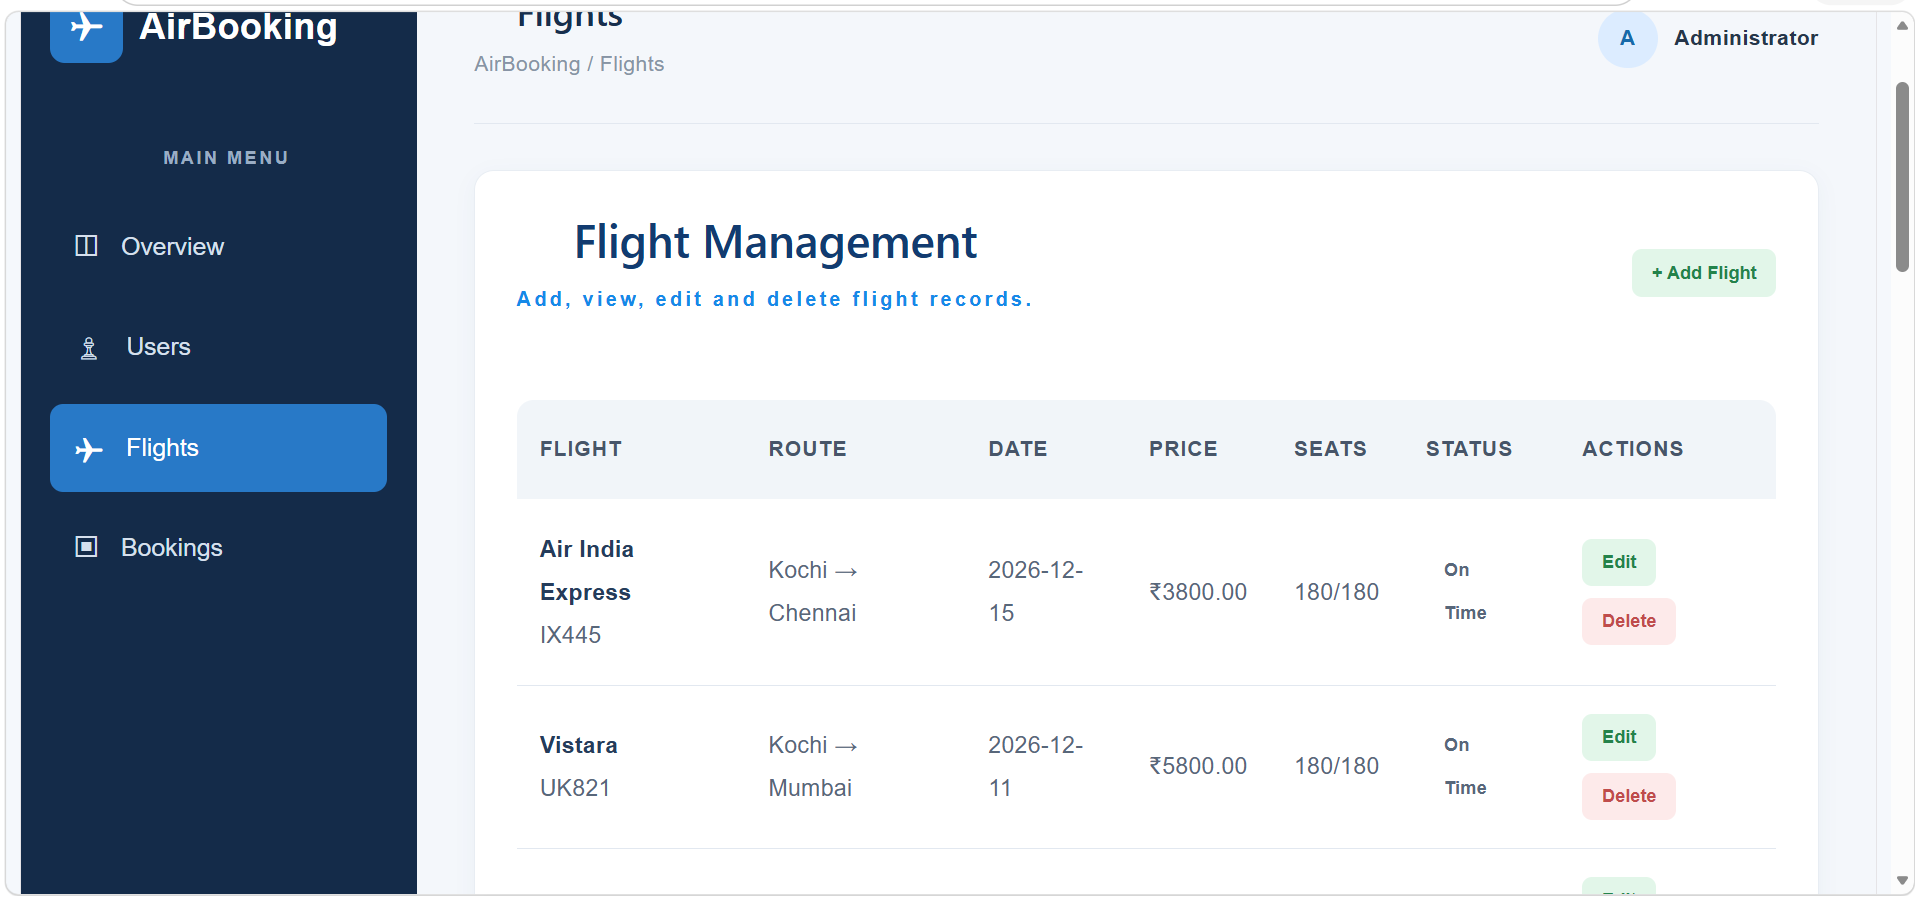 AirBooking
MAIN MENU
Overview
Users
Flights
Bookings
Flights
AirBooking / Flights
A
Administrator
Flight Management
Add, view, edit and delete flight records.
+ Add Flight
FLIGHT ROUTE DATE PRICE SEATS STATUS ACTIONS
Air India
Express
IX445
Kochi →
Chennai
2026-12-
15
₹3800.00
180/180
On
Time
Edit
Delete
Vistara
UK821
Kochi →
Mumbai
2026-12-
11
₹5800.00
180/180
On
Time
Edit
Delete